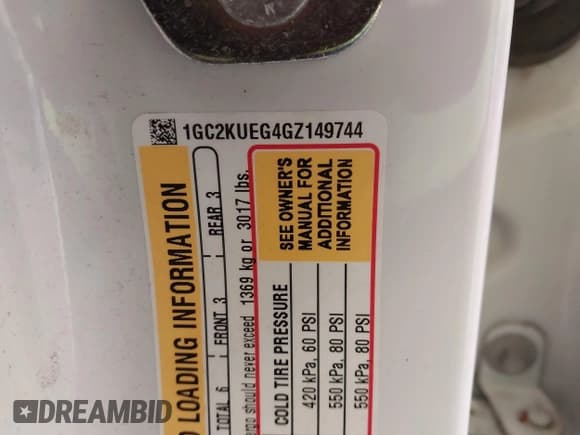 1GC2KUEG4GZ149744
LOADING INFORMATION
TOTAL 6 | FRONT 3 | REAR 3
should never exceed 1369 kg or 3017 lbs.
SEE OWNER'S
MANUAL FOR
ADDITIONAL
INFORMATION
COLD TIRE PRESSURE
420 kPa, 60 PSI
550 kPa, 80 PSI
550 kPa, 80 PSI
DREAMBID